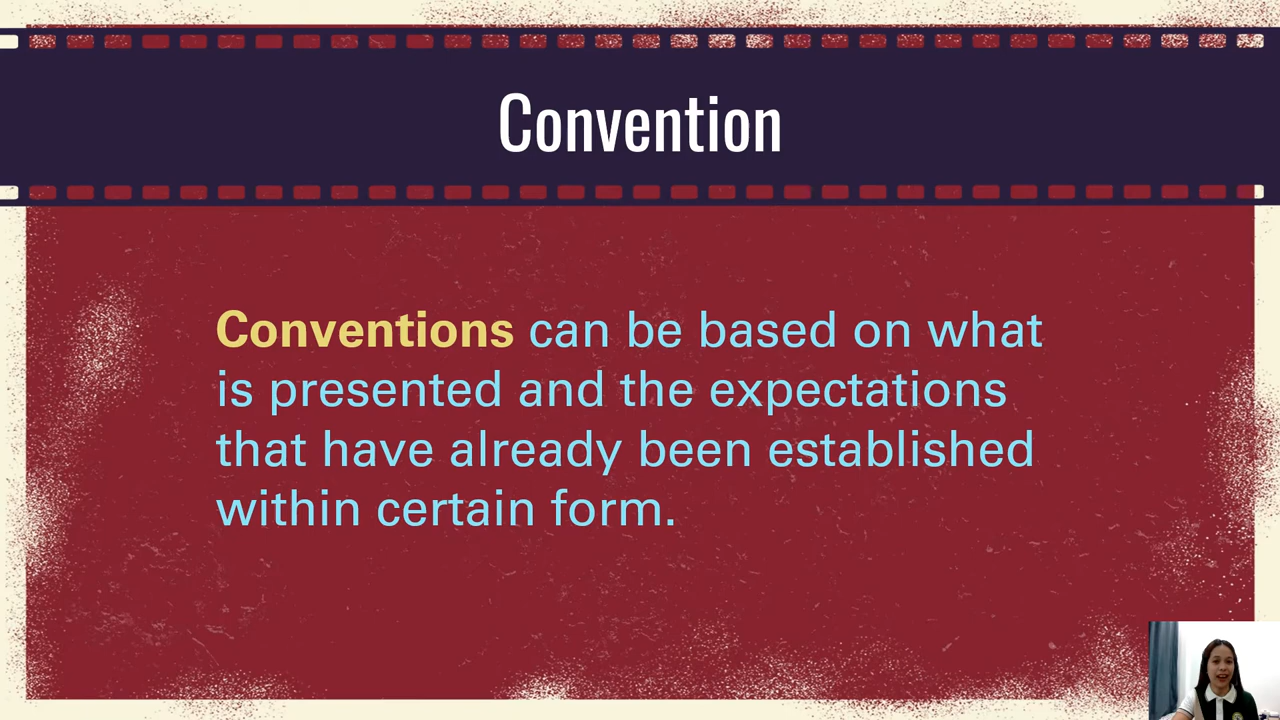 Convention
Conventions can be based on what
is presented and the expectations
that have already been established
within certain form.